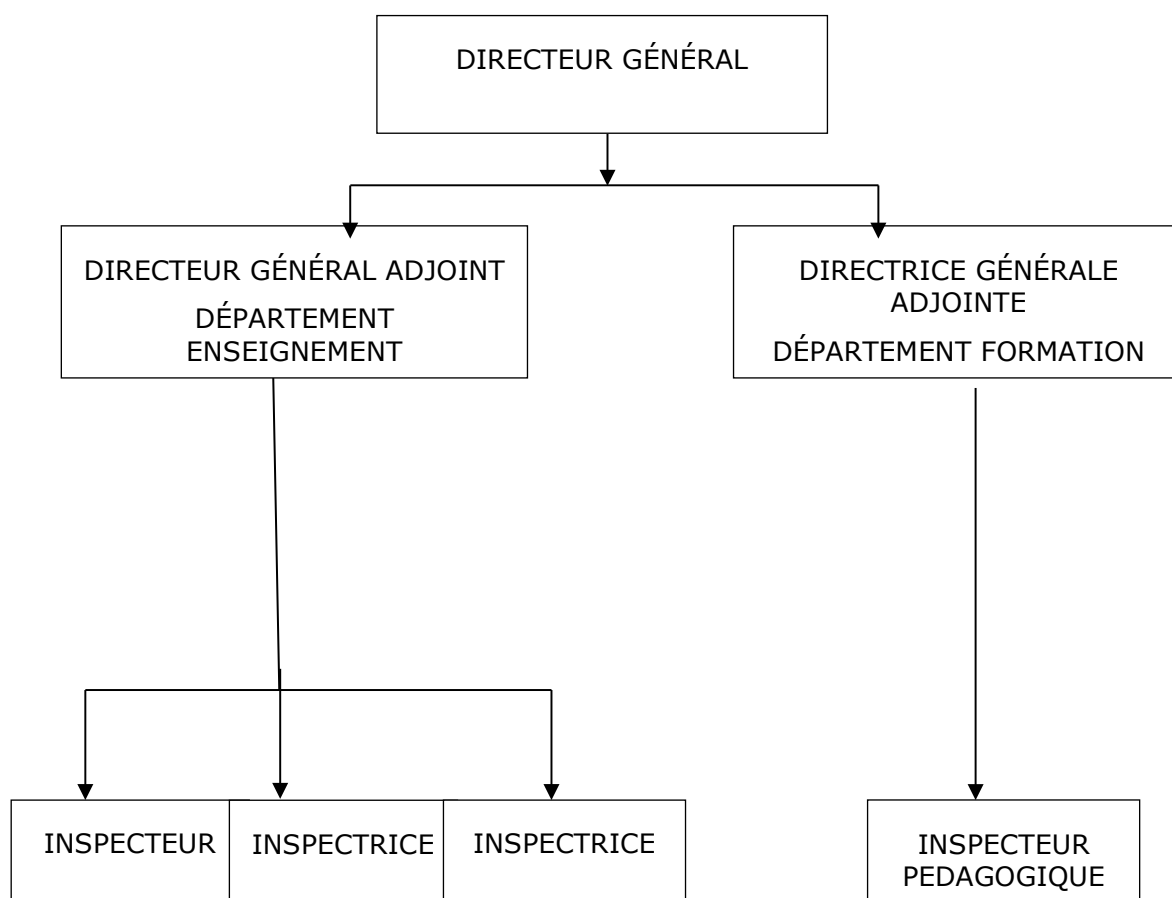 DIRECTEUR GÉNÉRAL
DIRECTEUR GÉNÉRAL ADJOINT
DÉPARTEMENT
ENSEIGNEMENT
DIRECTRICE GÉNÉRALE
ADJOINTE
DÉPARTEMENT FORMATION
INSPECTEUR
INSPECTRICE
INSPECTRICE
INSPECTEUR
PEDAGOGIQUE